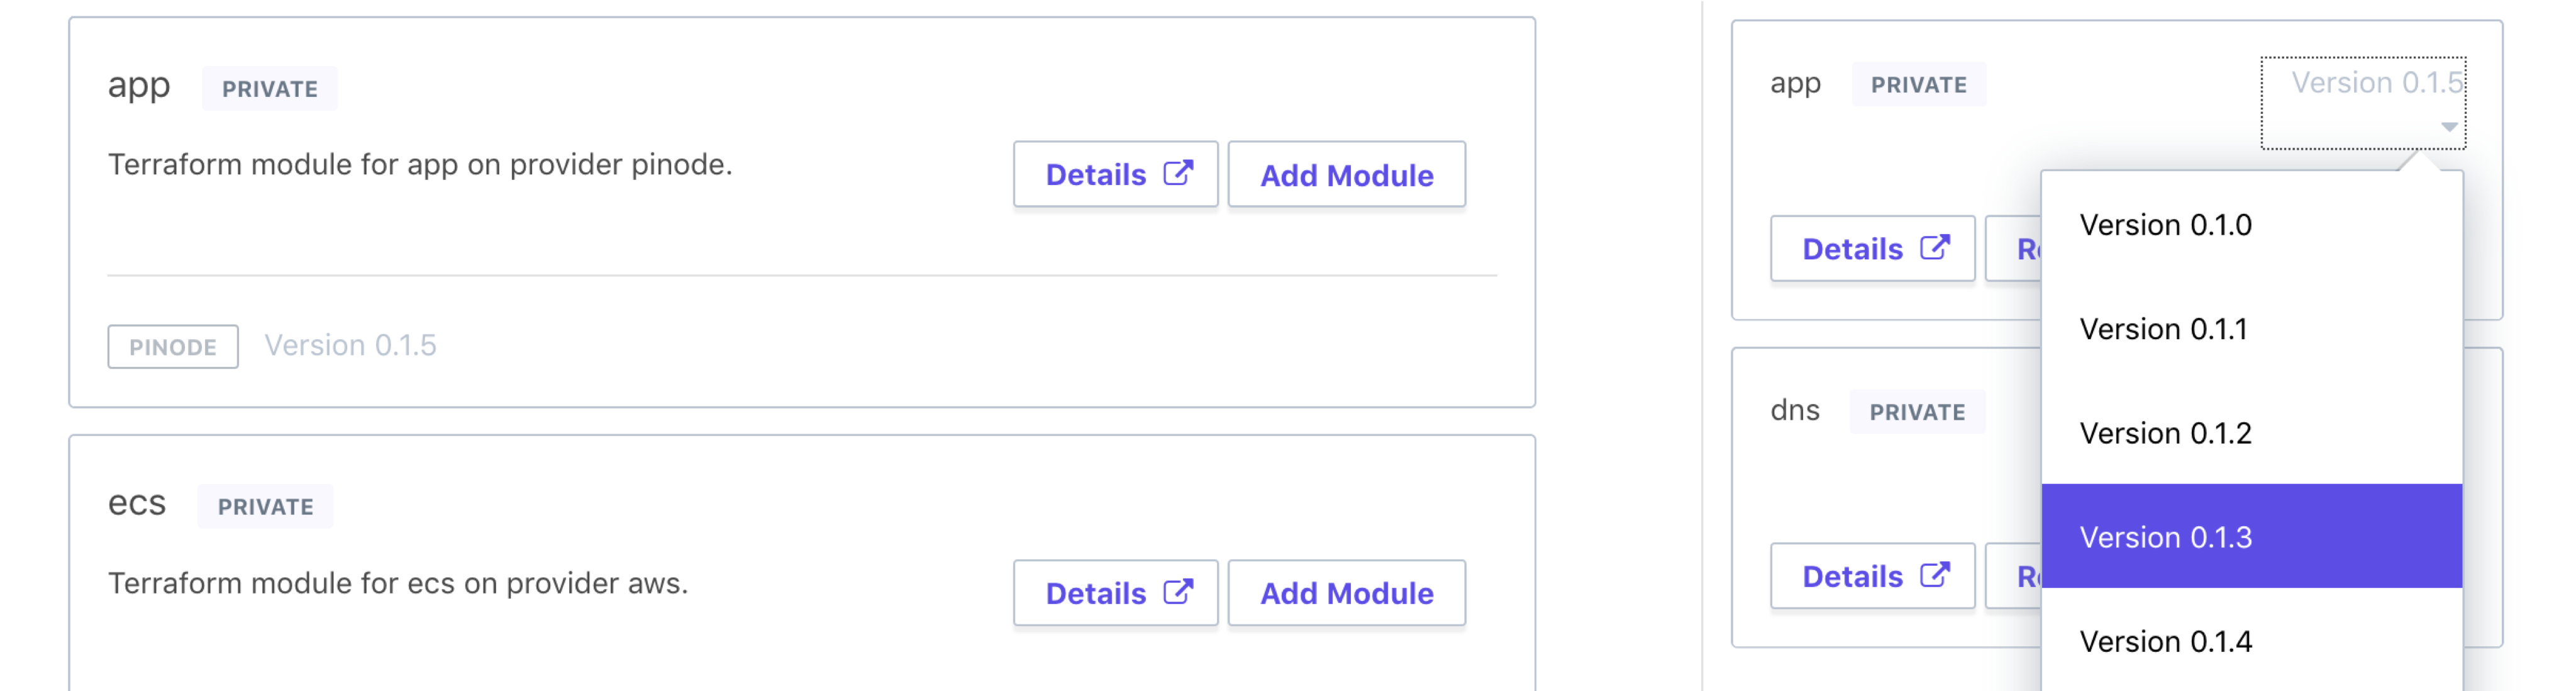 app PRIVATE
Terraform module for app on provider pinode.
Details Add Module
PINODE Version 0.1.5
ecs PRIVATE
Terraform module for ecs on provider aws.
Details Add Module
app PRIVATE Version 0.1.5
Details
dns PRIVATE
Details
Version 0.1.0
Version 0.1.1
Version 0.1.2
Version 0.1.3
Version 0.1.4